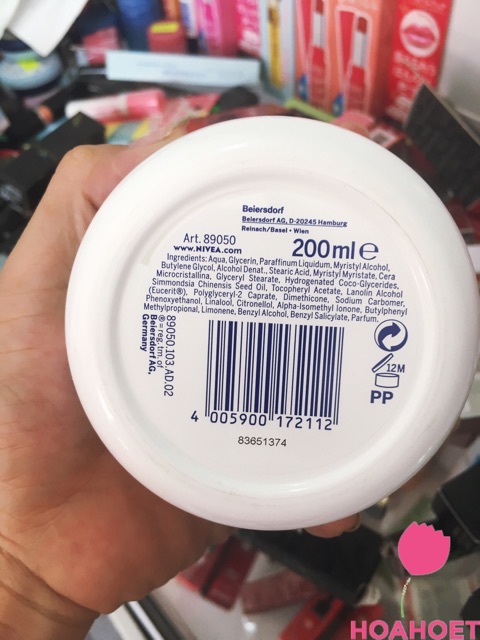 Beiersdorf
Beiersdorf AG, D-20245 Hamburg
Reinach/Basel • Wien
Art. 89050
www.NIVEA.com
200 ml e
Ingredients: Aqua, Glycerin, Paraffinum Liquidum, Myristyl Alcohol,
Butylene Glycol, Alcohol Denat., Stearic Acid, Myristyl Myristate, Cera
Microcristallina, Glyceryl Stearate, Hydrogenated Coco-Glycerides,
Simmondsia Chinensis Seed Oil, Tocopheryl Acetate, Lanolin Alcohol
(Eucerit®), Polyglyceryl-2 Caprate, Dimethicone, Sodium Carbomer,
Phenoxyethanol, Linalool, Citronellol, Alpha-Isomethyl Ionone, Butylphenyl
Methylpropional, Limonene, Benzyl Alcohol, Benzyl Salicylate, Parfum.
89050.103.AD.02
®= reg. tm. of
Beiersdorf AG,
Germany
12M
PP
4 005900 172112
83651374
HOAHOET